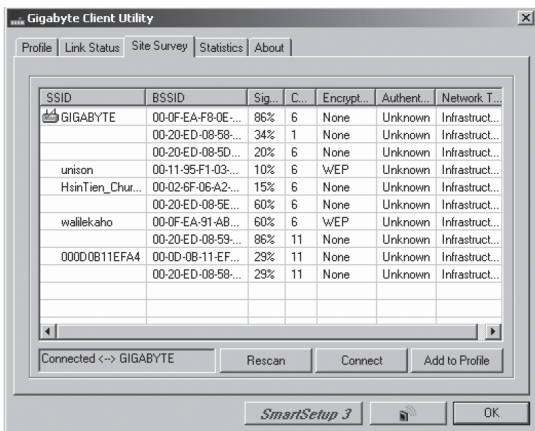 Gigabyte Client Utility
Profile Link Status Site Survey Statistics About
SSID BSSID Sig... C... Encrypt... Authent... Network T...
GIGABYTE 00-0F-EA-F8-0E-... 86% 6 None Unknown Infrastruct...
00-20-ED-08-58-... 34% 1 None Unknown Infrastruct...
00-20-ED-08-5D... 20% 6 None Unknown Infrastruct...
unison 00-11-95-F1-03-... 10% 6 WEP Unknown Infrastruct...
HsinTien_Chur... 00-02-6F-06-A2-... 15% 6 None Unknown Infrastruct...
00-20-ED-08-5E... 60% 6 None Unknown Infrastruct...
walilekaho 00-0F-EA-91-AB... 60% 6 WEP Unknown Infrastruct...
00-20-ED-08-59-... 86% 11 None Unknown Infrastruct...
000D0B11EFA4 00-0D-0B-11-EF... 29% 11 None Unknown Infrastruct...
00-20-ED-08-58-... 29% 11 None Unknown Infrastruct...
Connected <--> GIGABYTE Rescan Connect Add to Profile
SmartSetup 3 OK